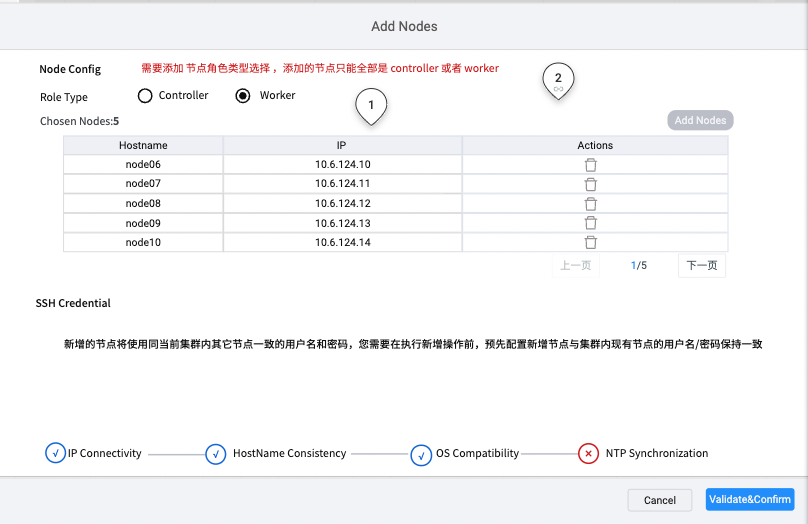 Add Nodes
Node Config 需要添加 节点角色类型选择 ，添加的节点只能全部是 controller 或者 worker
2
Role Type Controller Worker
1
Chosen Nodes:5 Add Nodes
Hostname IP Actions
node06 10.6.124.10
node07 10.6.124.11
node08 10.6.124.12
node09 10.6.124.13
node10 10.6.124.14
上一页 1/5 下一页
SSH Credential
新增的节点将使用同当前集群内其它节点一致的用户名和密码，您需要在执行新增操作前，预先配置新增节点与集群内现有节点的用户名/密码保持一致
IP Connectivity HostName Consistency OS Compatibility NTP Synchronization
Cancel Validate&Confirm